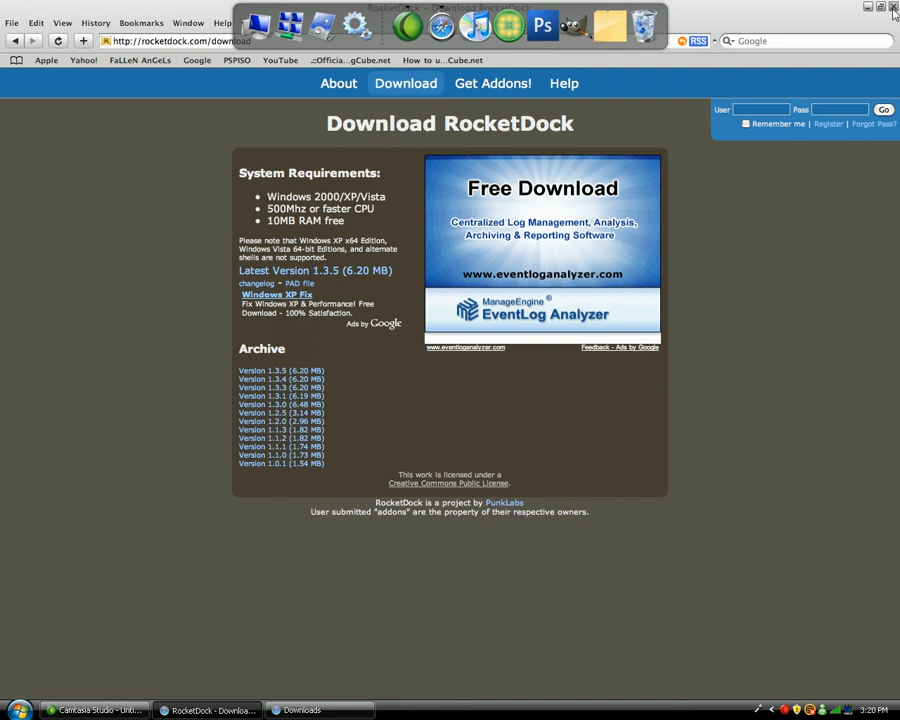 RocketDock - Download RocketDock
File Edit View History Bookmarks Window Help
http://rocketdock.com/download
RSS
Google
Ps
Apple Yahoo! FaLLeN AnGeLs Google PSPISO YouTube .::Officia...gCube.net How to u...Cube.net
About Download Get Addons! Help
User Pass Go
Remember me | Register | Forgot Pass?
Download RocketDock
System Requirements:
• Windows 2000/XP/Vista
• 500Mhz or faster CPU
• 10MB RAM free
Please note that Windows XP x64 Edition,
Windows Vista 64-bit Editions, and alternate
shells are not supported.
Latest Version 1.3.5 (6.20 MB)
changelog - PAD file
Windows XP Fix
Fix Windows XP & Performance! Free
Download - 100% Satisfaction.
Ads by Google
Free Download
Centralized Log Management, Analysis,
Archiving & Reporting Software
www.eventloganalyzer.com
ManageEngine®
EventLog Analyzer
www.eventloganalyzer.com Feedback - Ads by Google
Archive
Version 1.3.5 (6.20 MB)
Version 1.3.4 (6.20 MB)
Version 1.3.3 (6.20 MB)
Version 1.3.1 (6.19 MB)
Version 1.3.0 (6.48 MB)
Version 1.2.5 (3.14 MB)
Version 1.2.0 (2.96 MB)
Version 1.1.3 (1.82 MB)
Version 1.1.2 (1.82 MB)
Version 1.1.1 (1.74 MB)
Version 1.1.0 (1.73 MB)
Version 1.0.1 (1.54 MB)
This work is licensed under a
Creative Commons Public License.
RocketDock is a project by PunkLabs
User submitted "addons" are the property of their respective owners.
Camtasia Studio - Unti... RocketDock - Downloa... Downloads 3:20 PM